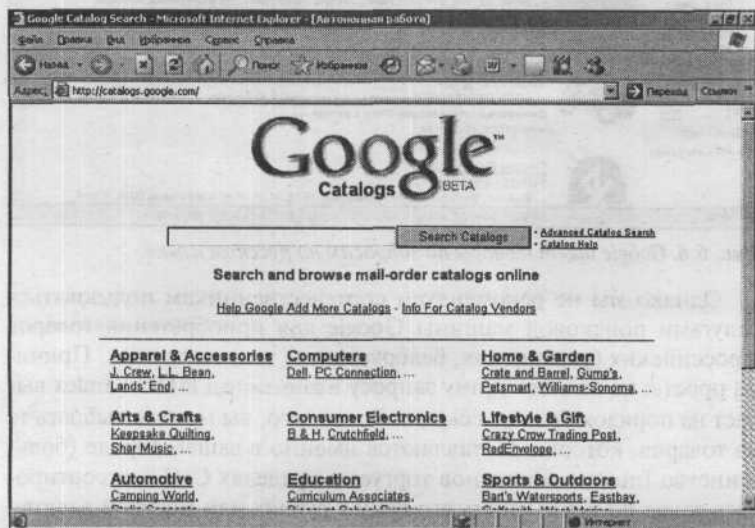 Google Catalog Search - Microsoft Internet Explorer - [Автономная работа]
Файл Правка Вид Избранное Сервис Справка
Назад Поиск Избранное
Адрес http://catalogs.google.com/ Переход Ссылки
Google™
Catalogs BETA
Search Catalogs
· Advanced Catalog Search
· Catalog Help
Search and browse mail-order catalogs online
Help Google Add More Catalogs - Info For Catalog Vendors
Apparel & Accessories Computers Home & Garden
J. Crew, L.L. Bean, Dell, PC Connection, ... Crate and Barrel, Gump's,
Lands' End, Petsmart, Williams-Sonoma, ...
Arts & Crafts Consumer Electronics Lifestyle & Gift
Keepsake Quilting, B & H, Crutchfield, ... Crazy Crow Trading Post,
Shar Music, ... RedEnvelope, ...
Automotive Education Sports & Outdoors
Camping World, Curriculum Associates, Bart's Watersports, Eastbay,
Интернет